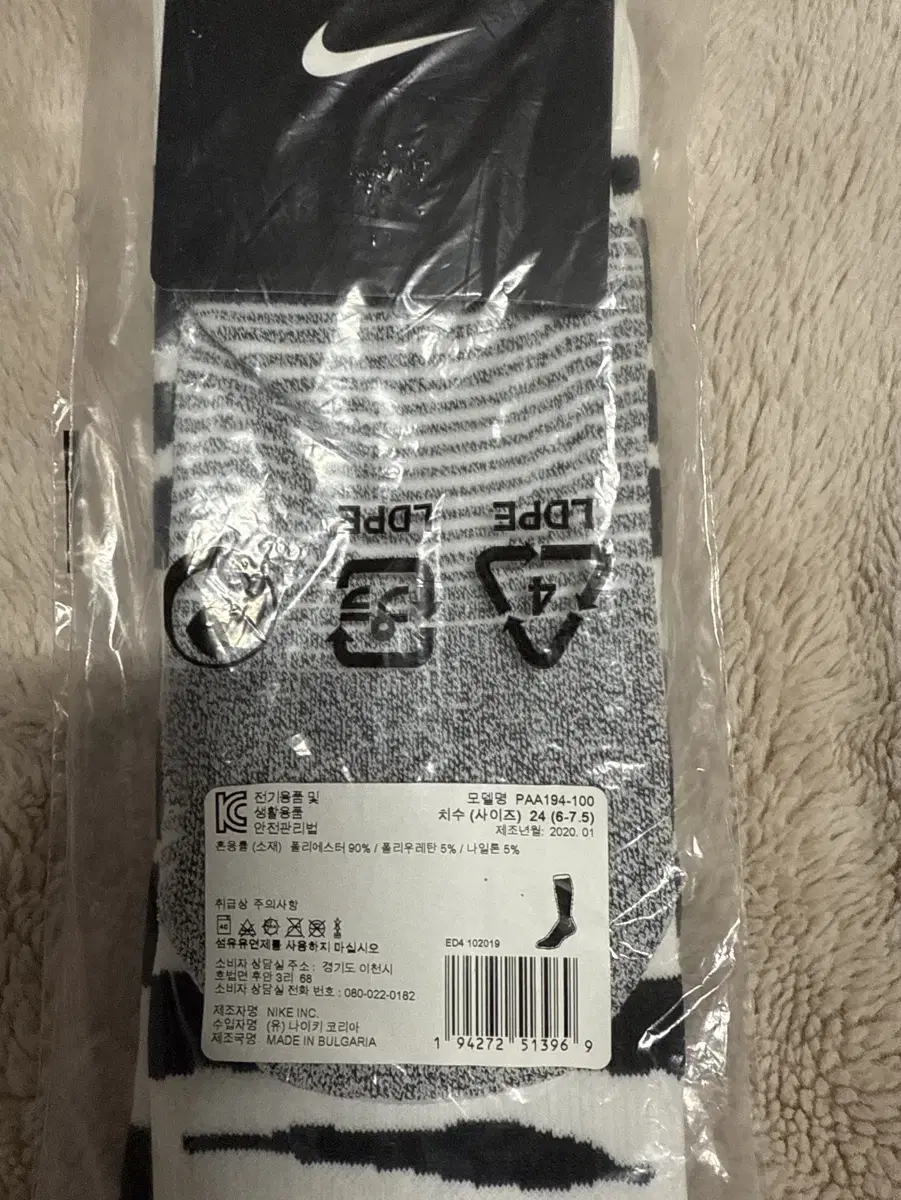 LDPE
LDPE
비닐류
4
전기용품 및
생활용품
안전관리법
모델명 PAA194-100
치수 (사이즈) 24 (6-7.5)
제조년월: 2020. 01
혼용률 (소재) 폴리에스터 90% / 폴리우레탄 5% / 나일론 5%
취급상 주의사항
40
섬유유연제를 사용하지 마십시오
ED4 102019
소비자 상담실 주소 : 경기도 이천시
호법면 후안 3리 68
소비자 상담실 전화 번호 : 080-022-0182
제조자명 NIKE INC.
수입자명 (유) 나이키 코리아
제조국명 MADE IN BULGARIA
1 94272 51396 9